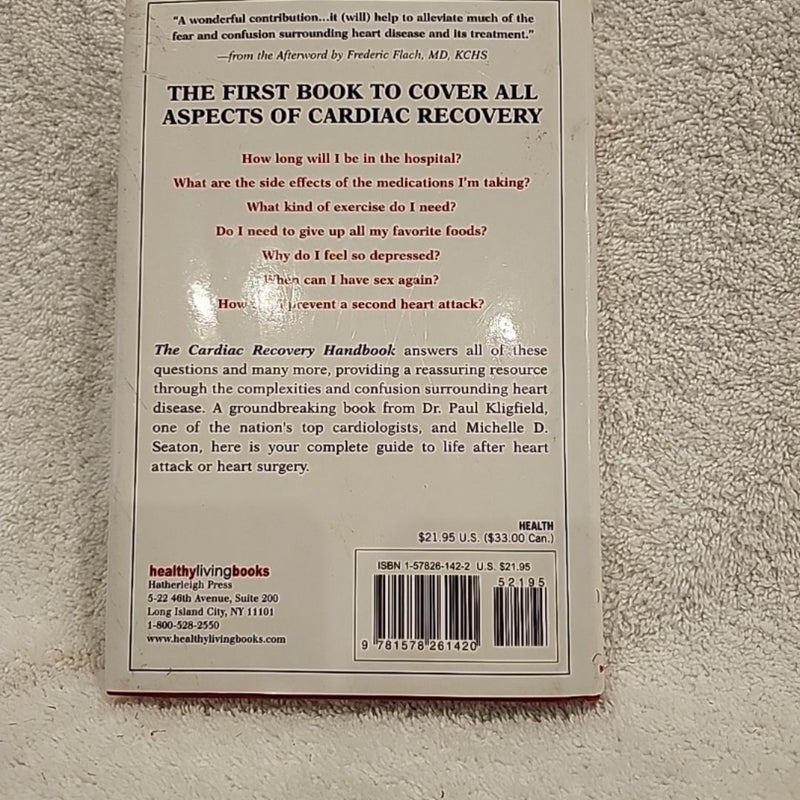 "A wonderful contribution...it (will) help to alleviate much of the
fear and confusion surrounding heart disease and its treatment."
—from the Afterword by Frederic Flach, MD, KCHS
THE FIRST BOOK TO COVER ALL
ASPECTS OF CARDIAC RECOVERY
How long will I be in the hospital?
What are the side effects of the medications I'm taking?
What kind of exercise do I need?
Do I need to give up all my favorite foods?
Why do I feel so depressed?
When can I have sex again?
How I prevent a second heart attack?
The Cardiac Recovery Handbook answers all of these
questions and many more, providing a reassuring resource
through the complexities and confusion surrounding heart
disease. A groundbreaking book from Dr. Paul Kligfield,
one of the nation's top cardiologists, and Michelle D.
Seaton, here is your complete guide to life after heart
attack or heart surgery.
HEALTH
$21.95 U.S. ($33.00 Can.)
healthylivingbooks
Hatherleigh Press
5-22 46th Avenue, Suite 200
Long Island City, NY 11101
1-800-528-2550
www.healthylivingbooks.com
ISBN 1-57826-142-2 U.S. $21.95
52195
9 781578 261420